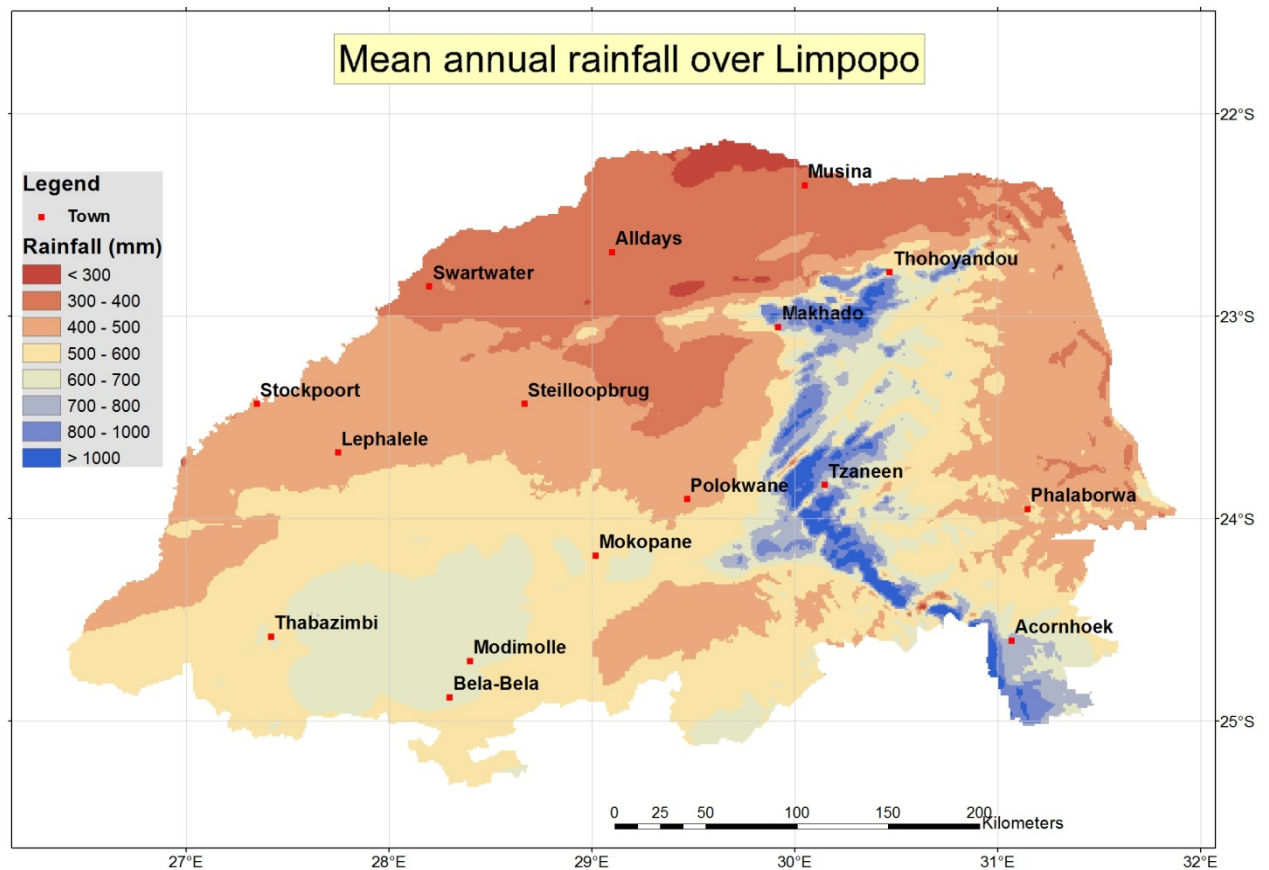 Mean annual rainfall over Limpopo
22°S
Musina
Legend
Town
Rainfall (mm)
< 300
300 - 400
400 - 500
500 - 600
600 - 700
700 - 800
800 - 1000
> 1000
Alldays
Thohoyandou
Swartwater
Makhado
23°S
Stockpoort
Steilloopbrug
Lephalele
Polokwane
Tzaneen
Phalaborwa
24°S
Mokopane
Thabazimbi
Acornhoek
Modimolle
Bela-Bela
25°S
0 25 50 100 150 200
Kilometers
27°E 28°E 29°E 30°E 31°E 32°E